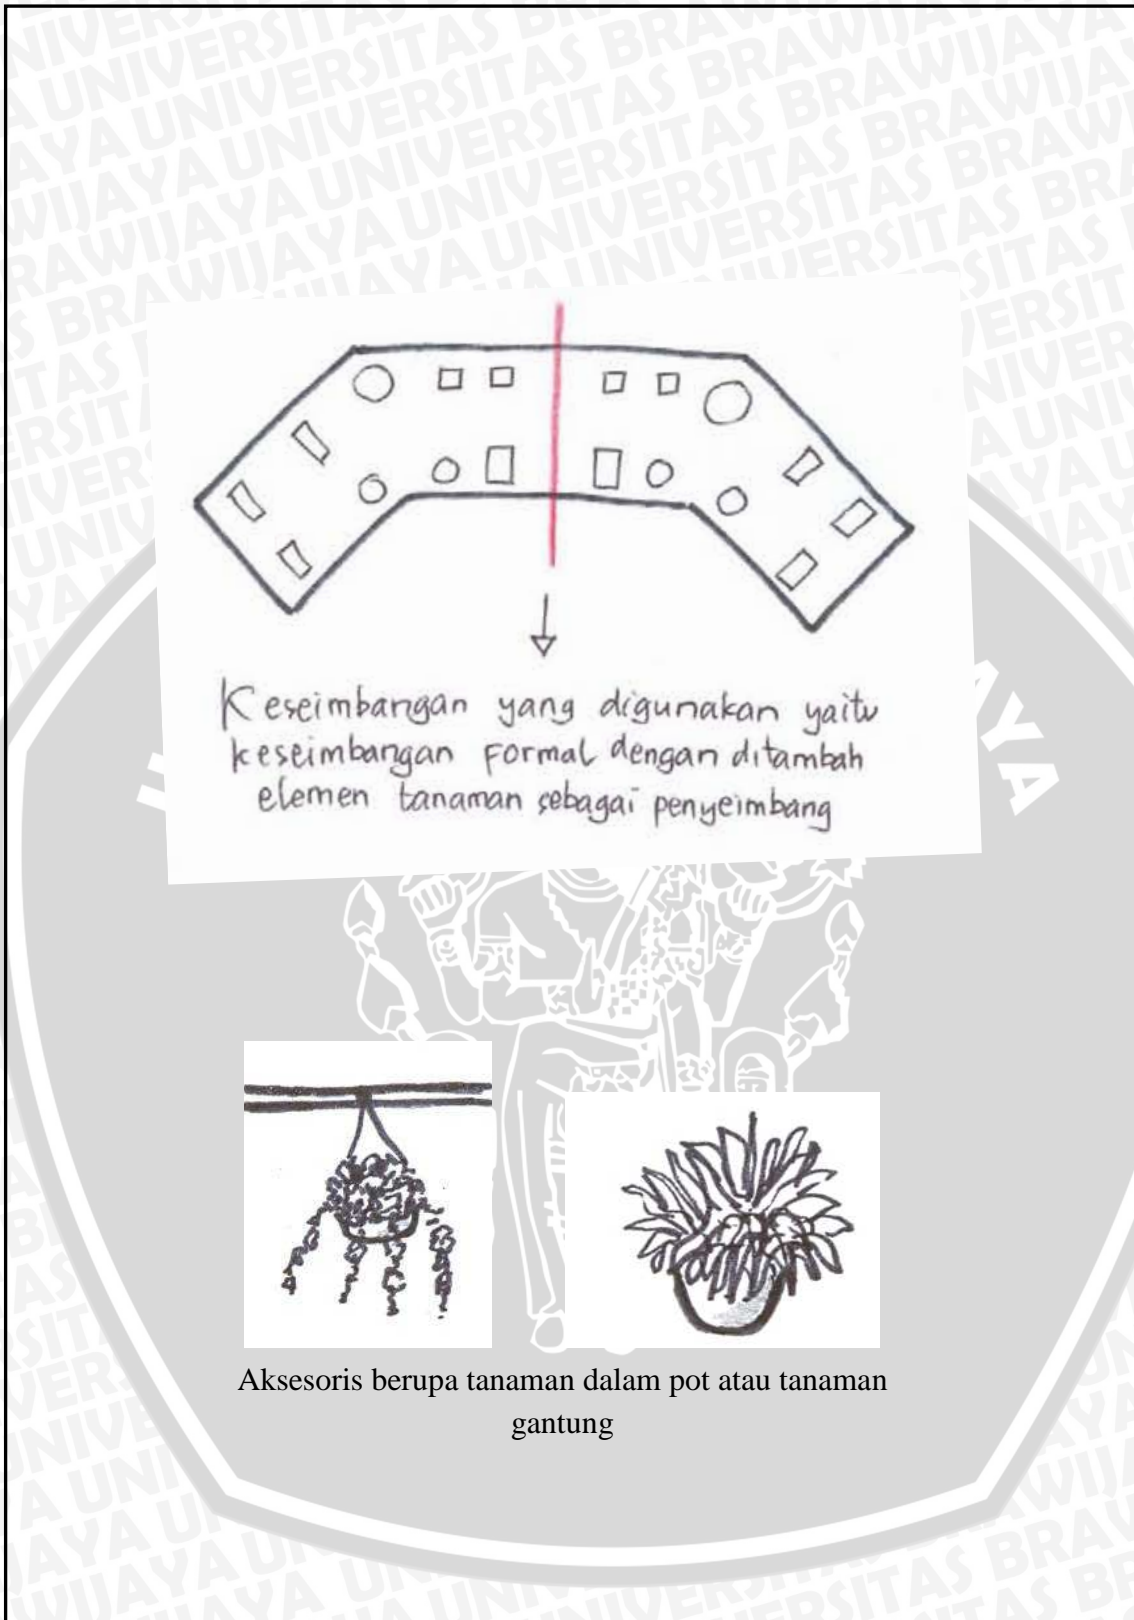 Keseimbangan yang digunakan yaitu
keseimbangan formal dengan ditambah
elemen tanaman sebagai penyeimbang
Aksesoris berupa tanaman dalam pot atau tanaman
gantung